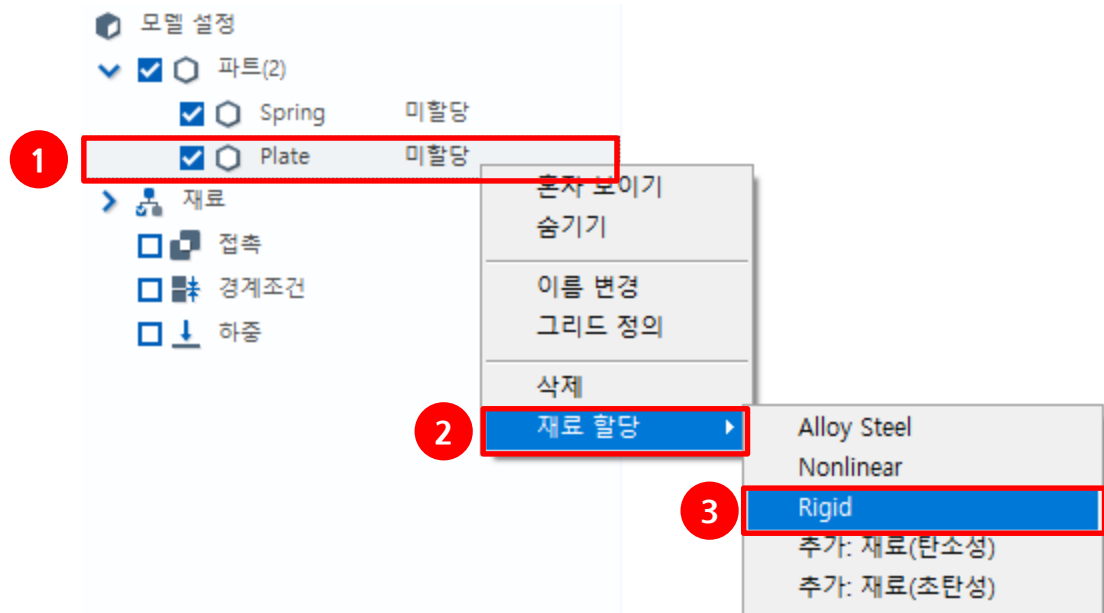 모델 설정
파트(2)
Spring 미할당
1 Plate 미할당
재료
접촉
경계조건
하중
혼자 보이기
숨기기
이름 변경
그리드 정의
삭제
2 재료 할당
Alloy Steel
Nonlinear
3 Rigid
추가: 재료(탄소성)
추가: 재료(초탄성)